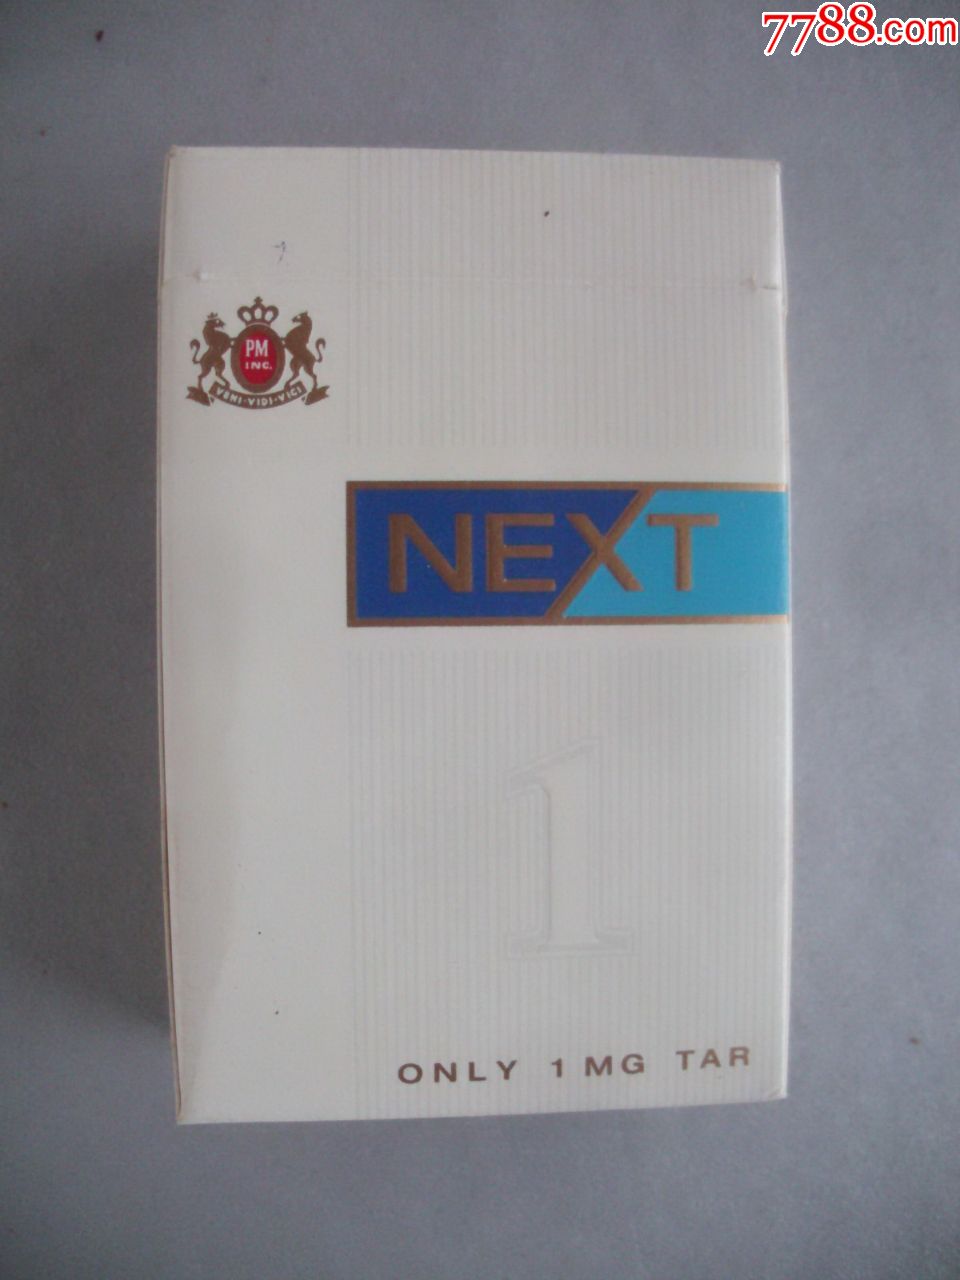 7788.com
PM
INC.
VENI·VIDI·VICI
NEXT
1
ONLY 1 MG TAR